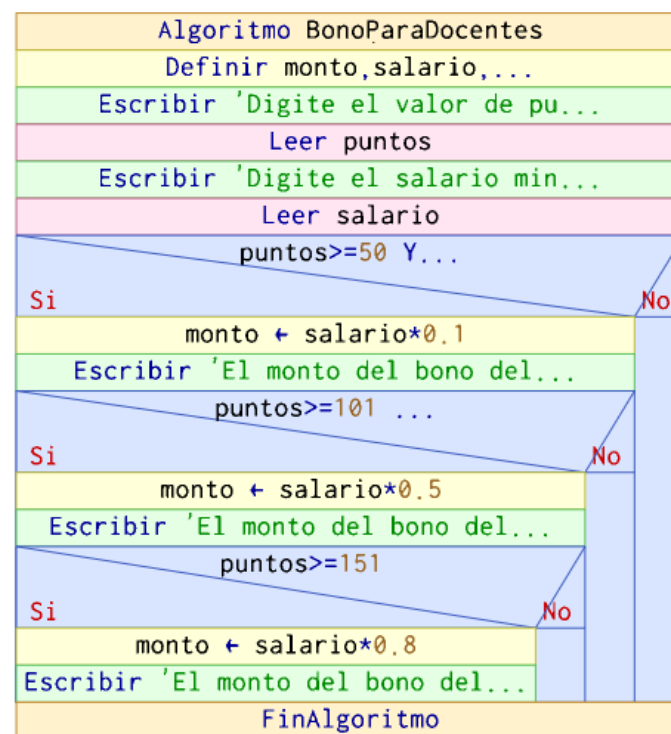 Algoritmo BonoParaDocentes
Definir monto,salario,...
Escribir 'Digite el valor de pu...
Leer puntos
Escribir 'Digite el salario min...
Leer salario
puntos>=50 Y...
Si No
monto ← salario*0.1
Escribir 'El monto del bono del...
puntos>=101 ...
Si No
monto ← salario*0.5
Escribir 'El monto del bono del...
puntos>=151
Si No
monto ← salario*0.8
Escribir 'El monto del bono del...
FinAlgoritmo